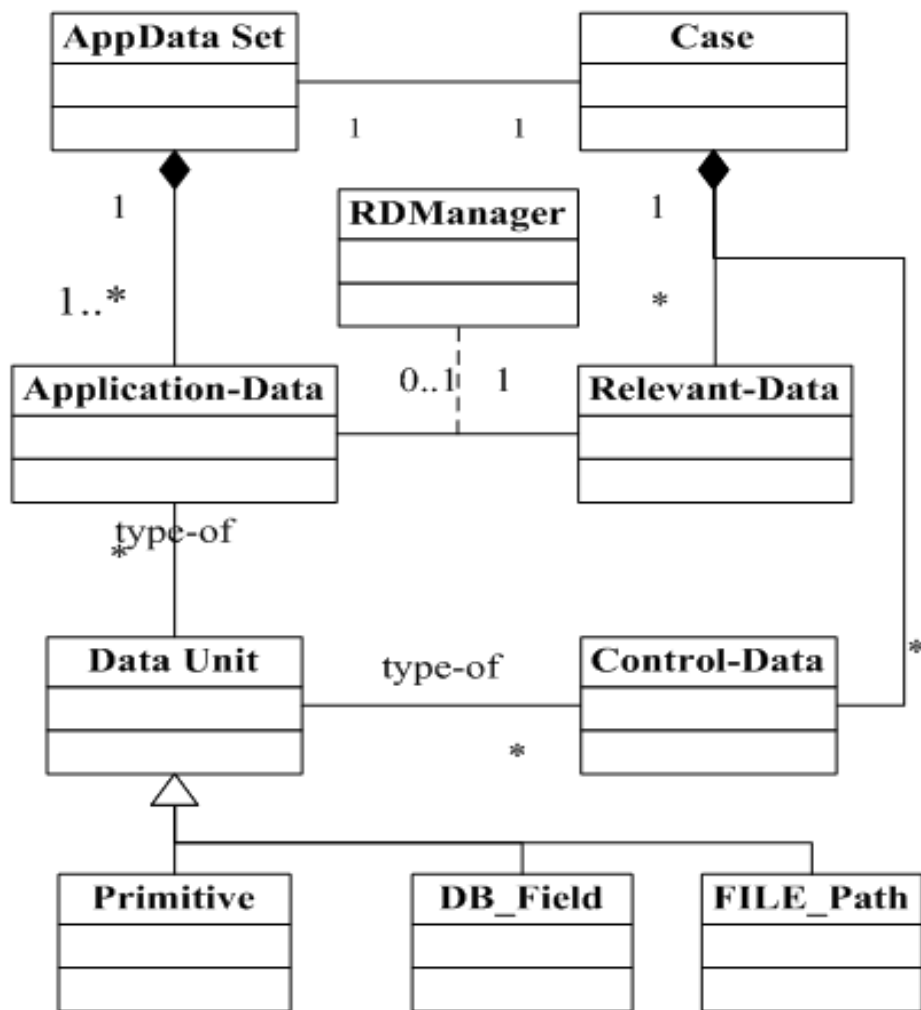 AppData Set
Case
1
1
1
RDManager
1
1..*
*
Application-Data
0..1
1
Relevant-Data
type-of
*
Data Unit
type-of
Control-Data
*
*
Primitive
DB_Field
FILE_Path